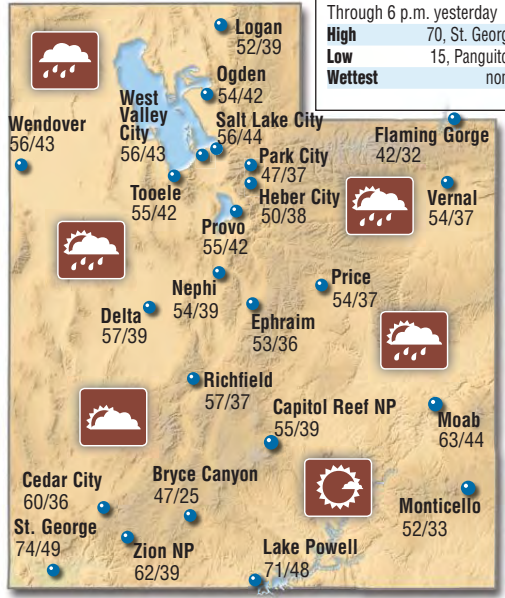 Through 6 p.m. yesterday
High 70, St.
Low 15,
Wettest
Logan
52/39
Ogden
54/42
West
Valley
City
56/43
Salt Lake City
56/44
Wendover
56/43
Flaming Gorge
42/32
Park City
47/37
Tooele
55/42
Heber City
50/38
Vernal
54/37
Provo
55/42
Nephi
54/39
Price
54/37
Delta
57/39
Ephraim
53/36
Richfield
57/37
Capitol Reef NP
55/39
Moab
63/44
Cedar City
60/36
Bryce Canyon
47/25
Monticello
52/33
St. George
74/49
Zion NP
62/39
Lake Powell
71/48